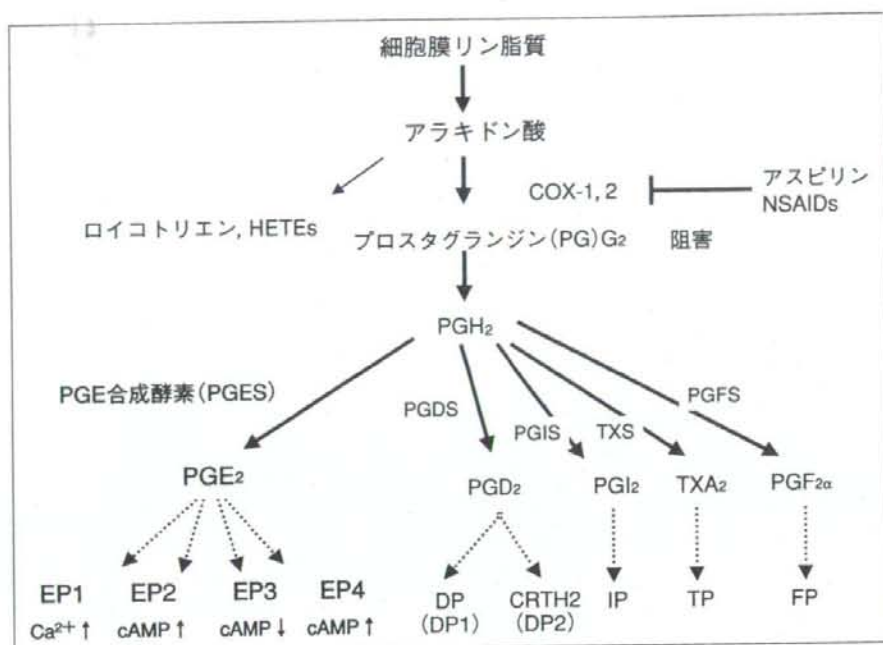 細胞膜リン脂質
アラキドン酸
COX-1, 2
アスピリン
NSAIDs
ロイコトリエン, HETEs
プロスタグランジン(PG)G₂
阻害
PGH₂
PGE合成酵素(PGES)
PGDS
PGIS
TXS
PGFS
PGE₂
PGD₂
PGI₂
TXA₂
PGF₂α
EP1
EP2
EP3
EP4
DP
(DP1)
CRTH2
(DP2)
IP
TP
FP
Ca²⁺↑
cAMP↑
cAMP↓
cAMP↑